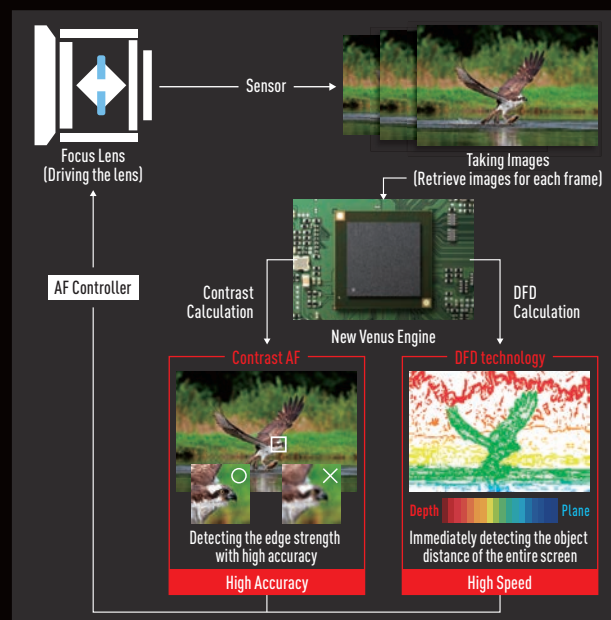 Sensor
Focus Lens
(Driving the lens)
Taking Images
(Retrieve images for each frame)
AF Controller
Contrast
Calculation
DFD
Calculation
New Venus Engine
Contrast AF
Detecting the edge strength
with high accuracy
High Accuracy
DFD technology
Depth
Plane
Immediately detecting the object
distance of the entire screen
High Speed